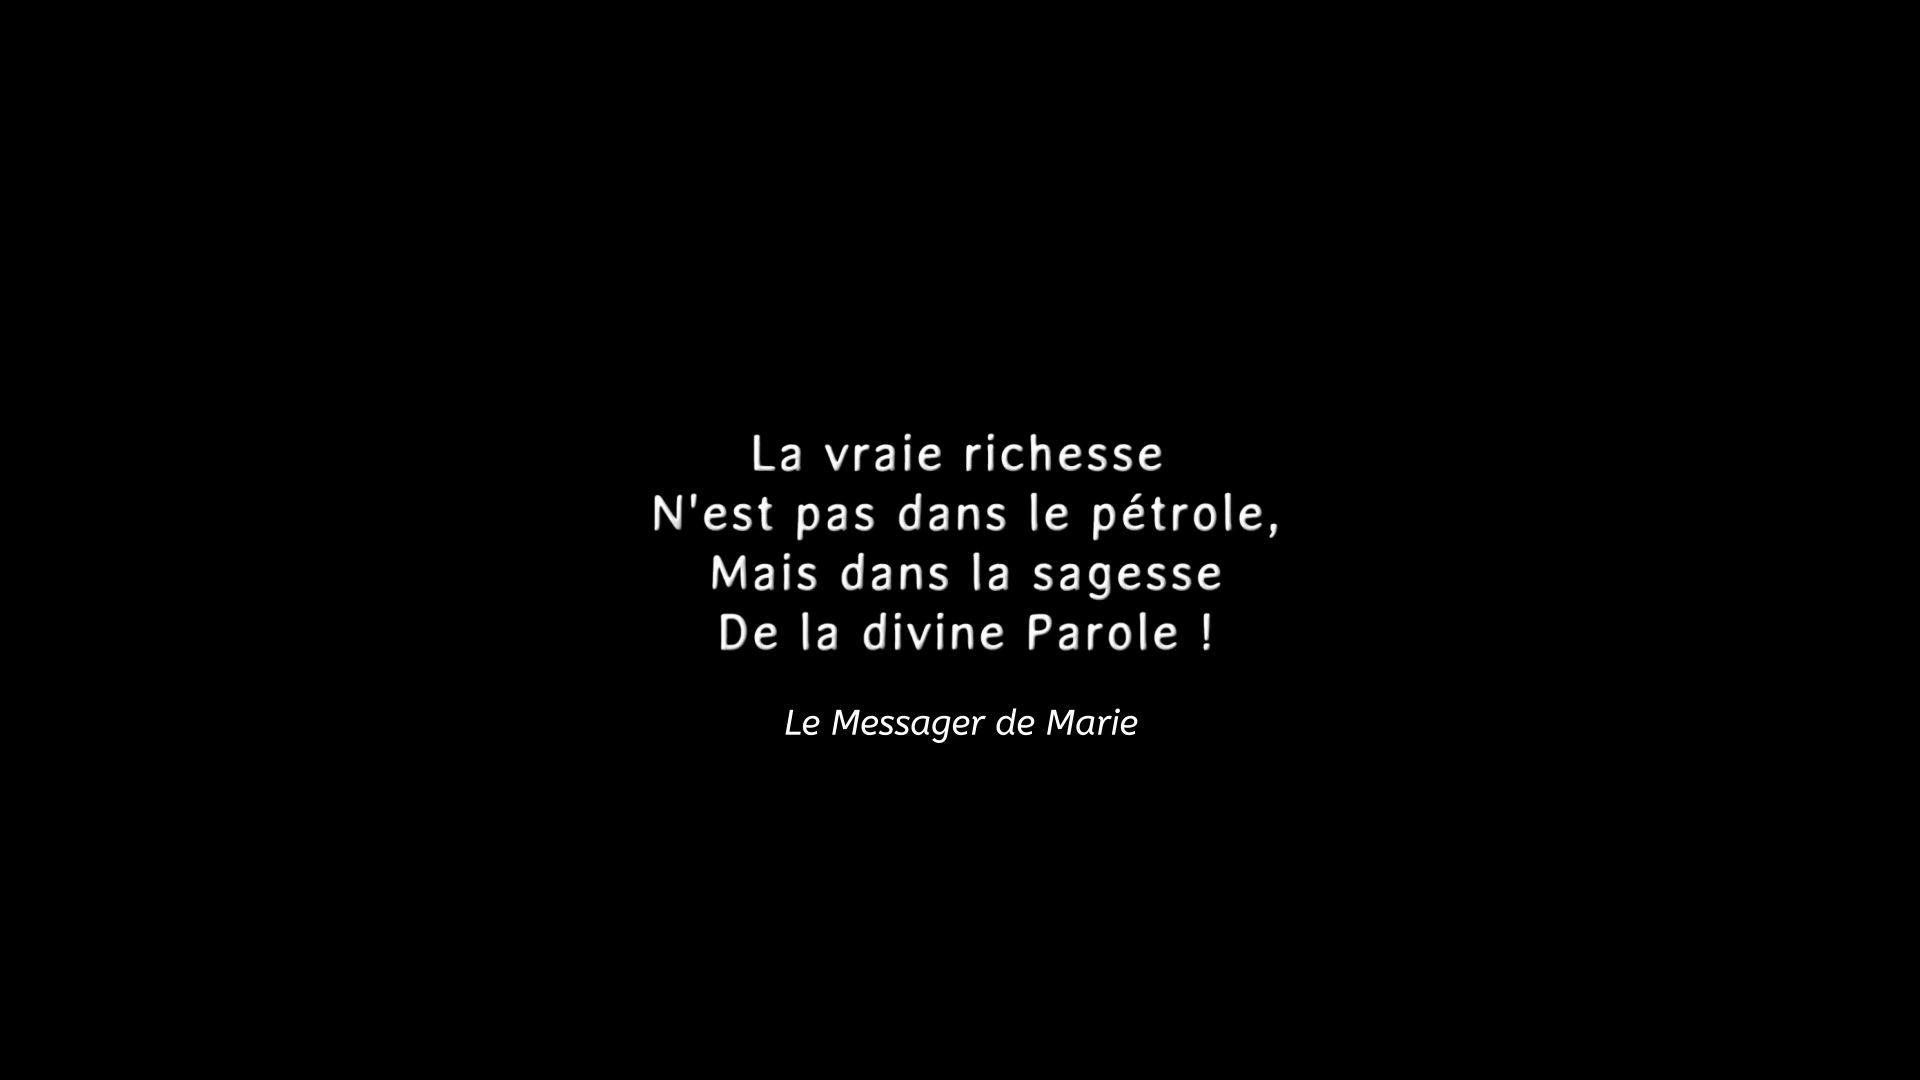 La vraie richesse
N'est pas dans le pétrole,
Mais dans la sagesse
De la divine Parole !
Le Messager de Marie